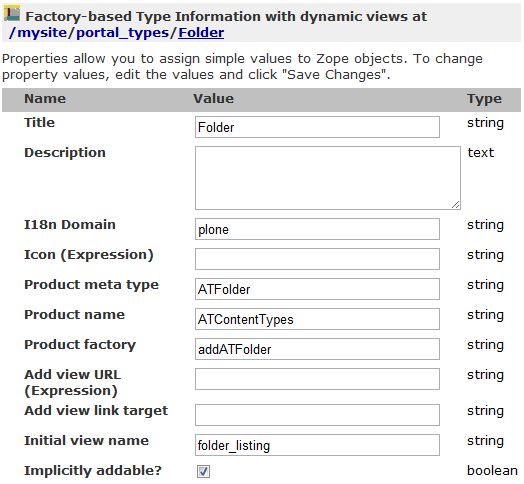 Factory-based Type Information with dynamic views at
/mysite/portal_types/Folder
Properties allow you to assign simple values to Zope objects. To change
property values, edit the values and click "Save Changes".
Name Value Type
Title Folder string
Description text
I18n Domain plone string
Icon (Expression) string
Product meta type ATFolder string
Product name ATContentTypes string
Product factory addATFolder string
Add view URL string
(Expression)
Add view link target string
Initial view name folder_listing string
Implicitly addable? boolean